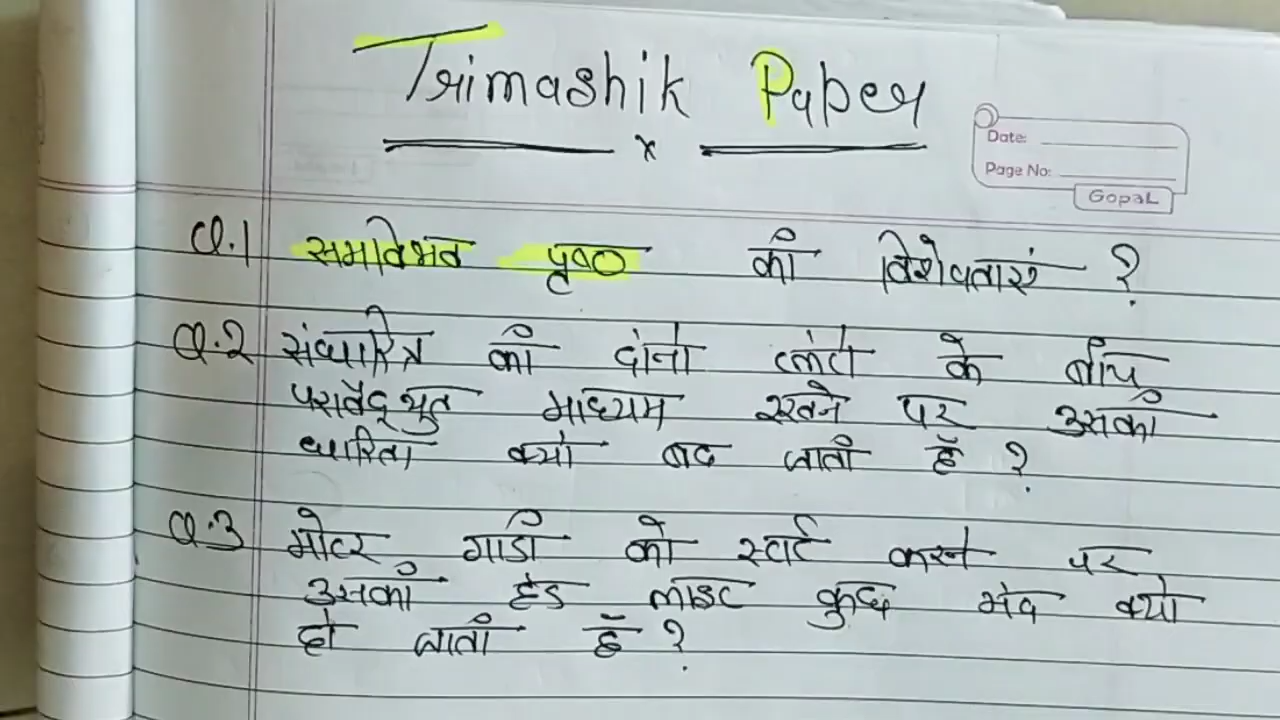 Trimashik Paper
x
Date:
Page No:
GopaL
Q.1 समविभव पृष्ठ की विशेषताएं ?
Q.2 संधारित्र की दोनो प्लेटो के बीच
परावैद्युत माध्यम रखने पर उसकी
धारिता क्यो बढ जाती हैं ?
Q.3 मोटर गाडी को स्टार्ट करने पर
उसकी हेड लाइट कुछ मंद क्यो
हो जाती हैं ?